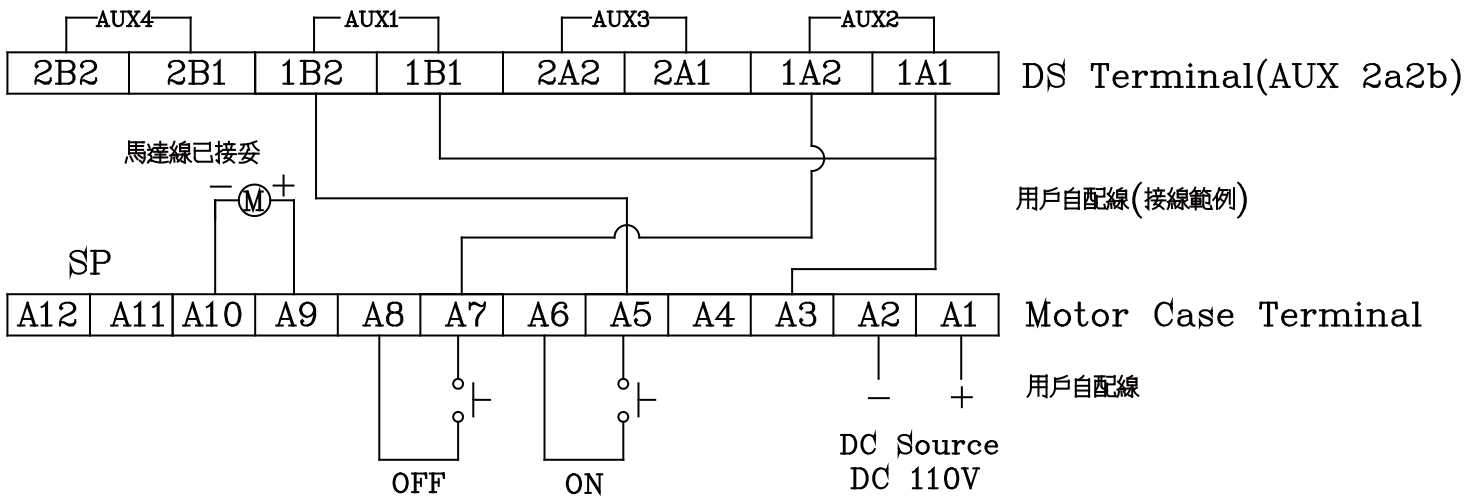 AUX4 AUX1 AUX3 AUX2
2B2 2B1 1B2 1B1 2A2 2A1 1A2 1A1 DS Terminal(AUX 2a2b)
馬達線已接妥
- M +
用戶自配線(接線範例)
SP
A12 A11 A10 A9 A8 A7 A6 A5 A4 A3 A2 A1 Motor Case Terminal
用戶自配線
- +
DC Source
DC 110V
OFF ON